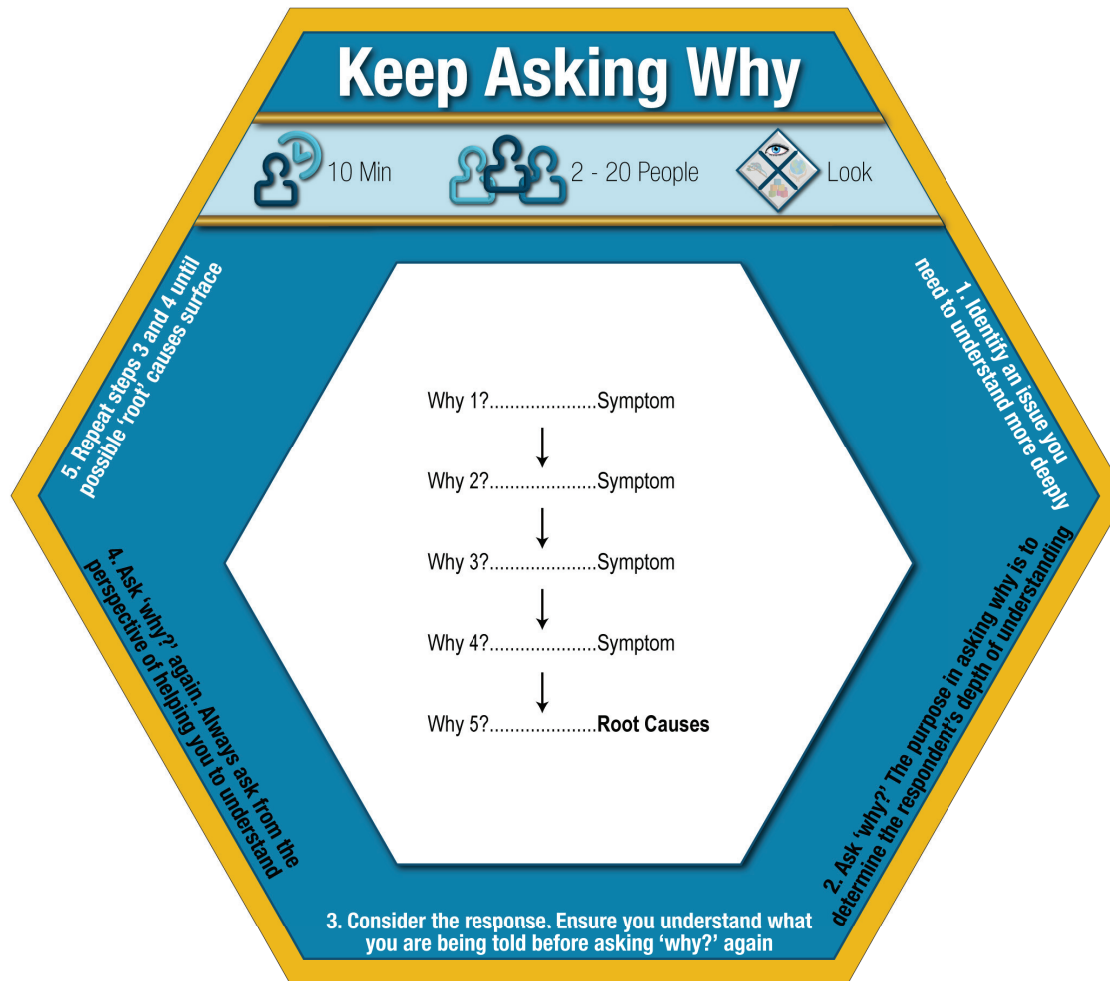 Keep Asking Why
10 Min
2 - 20 People
Look
1. Identify an issue you
need to understand more deeply
2. Ask ‘why?’ The purpose in asking why is to
determine the respondent’s depth of understanding
3. Consider the response. Ensure you understand what
you are being told before asking ‘why?’ again
4. Ask ‘why?’ again. Always ask from the
perspective of helping you to understand
5. Repeat steps 3 and 4 until
possible ‘root’ causes surface
Why 1?.....................Symptom
Why 2?.....................Symptom
Why 3?.....................Symptom
Why 4?.....................Symptom
Why 5?.....................Root Causes